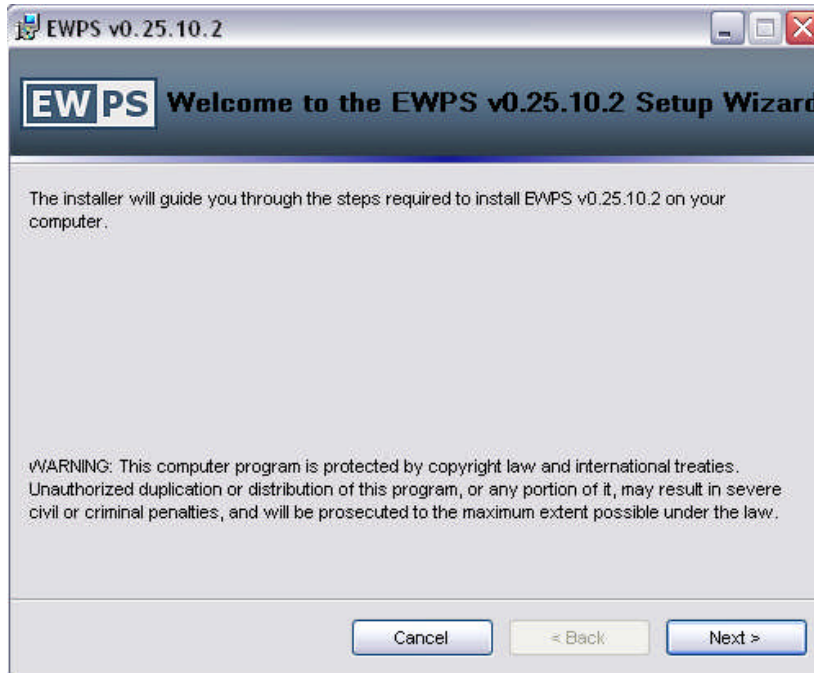 EWPS v0.25.10.2
EW PS Welcome to the EWPS v0.25.10.2 Setup Wizard
The installer will guide you through the steps required to install EWPS v0.25.10.2 on your
computer.
WARNING: This computer program is protected by copyright law and international treaties.
Unauthorized duplication or distribution of this program, or any portion of it, may result in severe
civil or criminal penalties, and will be prosecuted to the maximum extent possible under the law.
Cancel < Back Next >